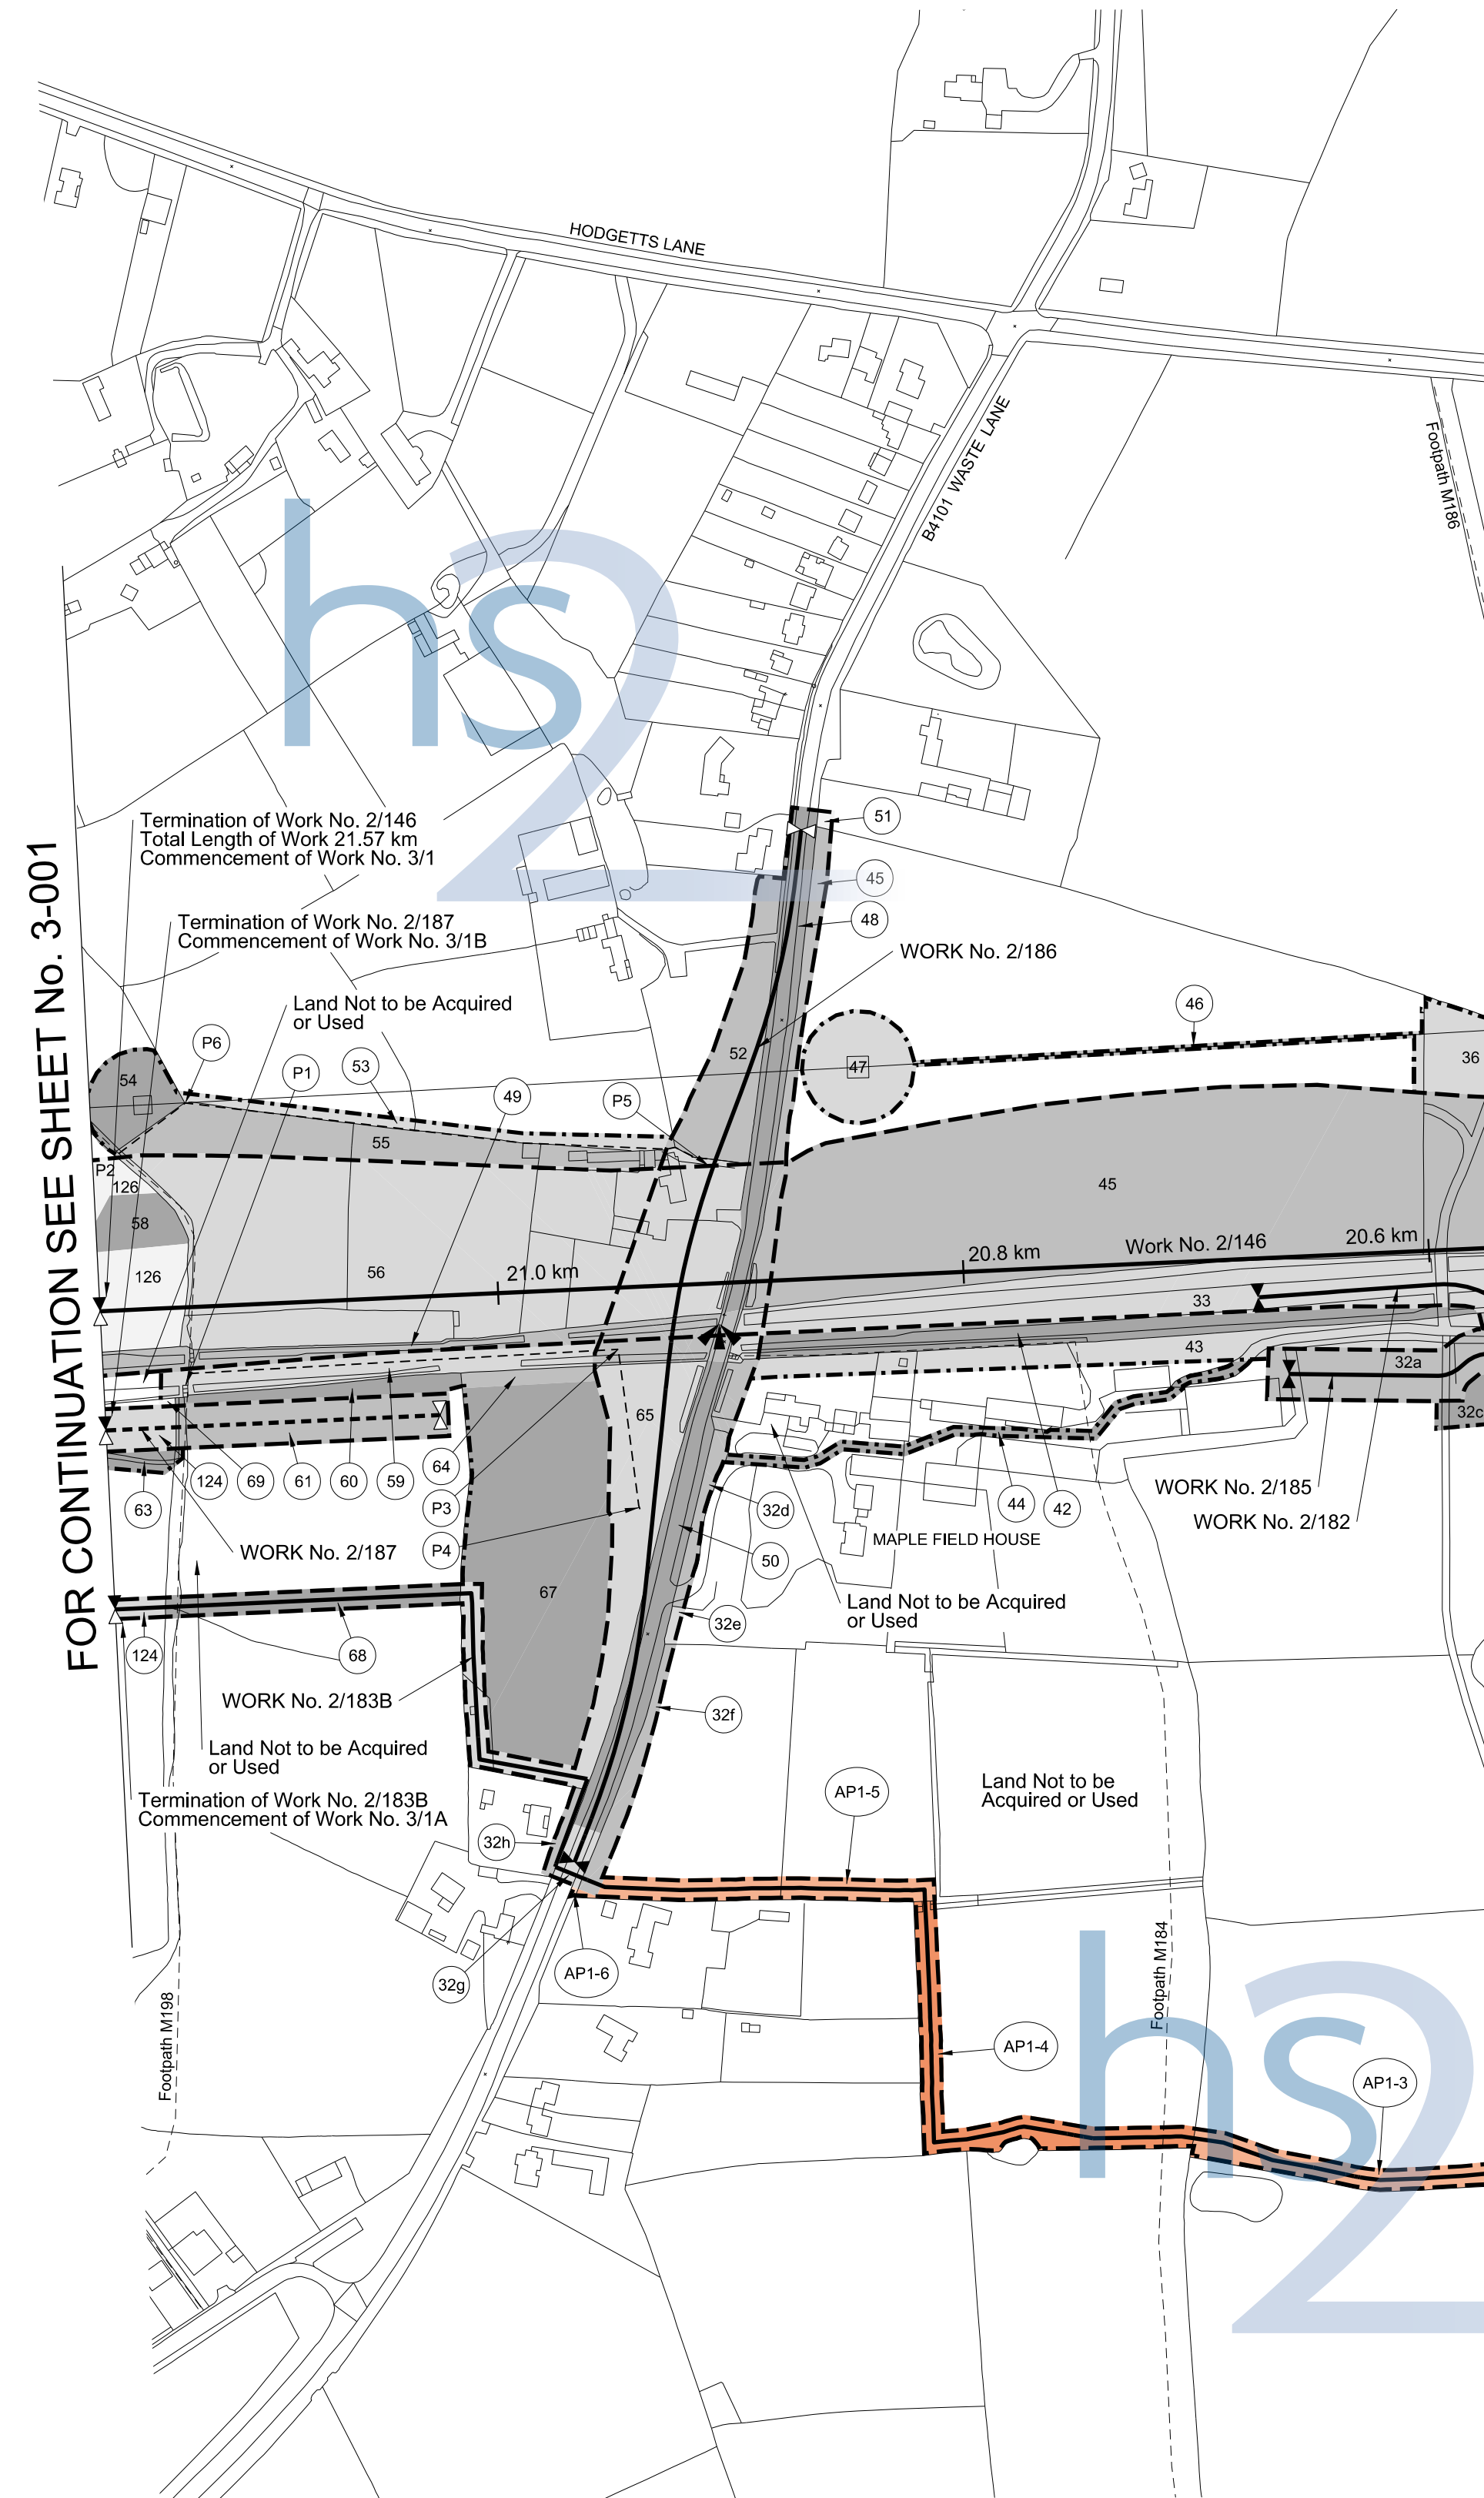 HODGETTS LANE
B4101 WASTE LANE
Footpath M186
hs2
Termination of Work No. 2/146
Total Length of Work 21.57 km
Commencement of Work No. 3/1
51
45
48
Termination of Work No. 2/187
Commencement of Work No. 3/1B
WORK No. 2/186
Land Not to be Acquired
or Used
FOR CONTINUATION SEE SHEET No. 3-001
46
P6
P1
53
49
P5
52
47
36
54
55
P2
126
58
45
126
56
21.0 km
20.8 km
Work No. 2/146
20.6 km
33
43
32a
32c
65
63
124
69
61
60
59
64
P3
P4
32d
50
44
42
WORK No. 2/185
WORK No. 2/182
MAPLE FIELD HOUSE
WORK No. 2/187
67
Land Not to be Acquired
or Used
32e
124
68
WORK No. 2/183B
32f
Land Not to be Acquired
or Used
Land Not to be
Acquired or Used
AP1-5
Termination of Work No. 2/183B
Commencement of Work No. 3/1A
32h
32g
AP1-6
Footpath M184
Footpath M198
AP1-4
AP1-3
hs2